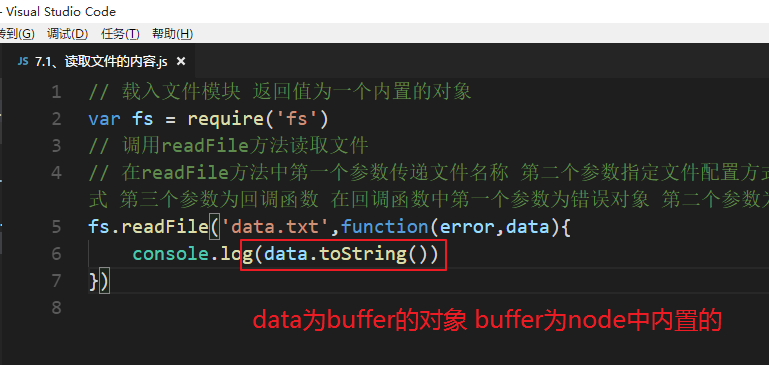 - Visual Studio Code
转到(G) 调试(D) 任务(T) 帮助(H)
JS 7.1、读取文件的内容.js ×
1 // 载入文件模块 返回值为一个内置的对象
2 var fs = require('fs')
3 // 调用readFile方法读取文件
4 // 在readFile方法中第一个参数传递文件名称 第二个参数指定文件配置方式
式 第三个参数为回调函数 在回调函数中第一个参数为错误对象 第二个参数为
5 fs.readFile('data.txt',function(error,data){
6 console.log(data.toString())
7 })
8
data为buffer的对象 buffer为node中内置的